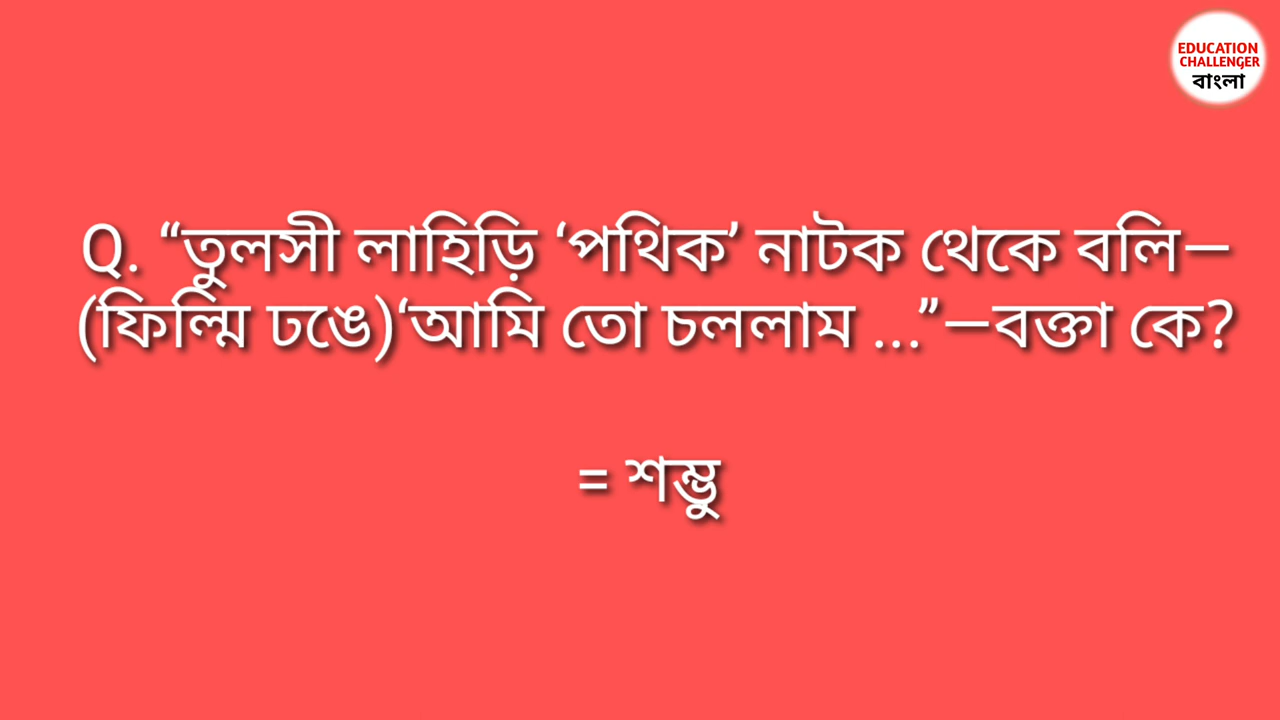 EDUCATION
CHALLENGER
বাংলা
Q. “তুলসী লাহিড়ি ‘পথিক’ নাটক থেকে বলি—
(ফিল্মি ঢঙে)‘আমি তো চললাম ...”—বক্তা কে?
= শম্ভু